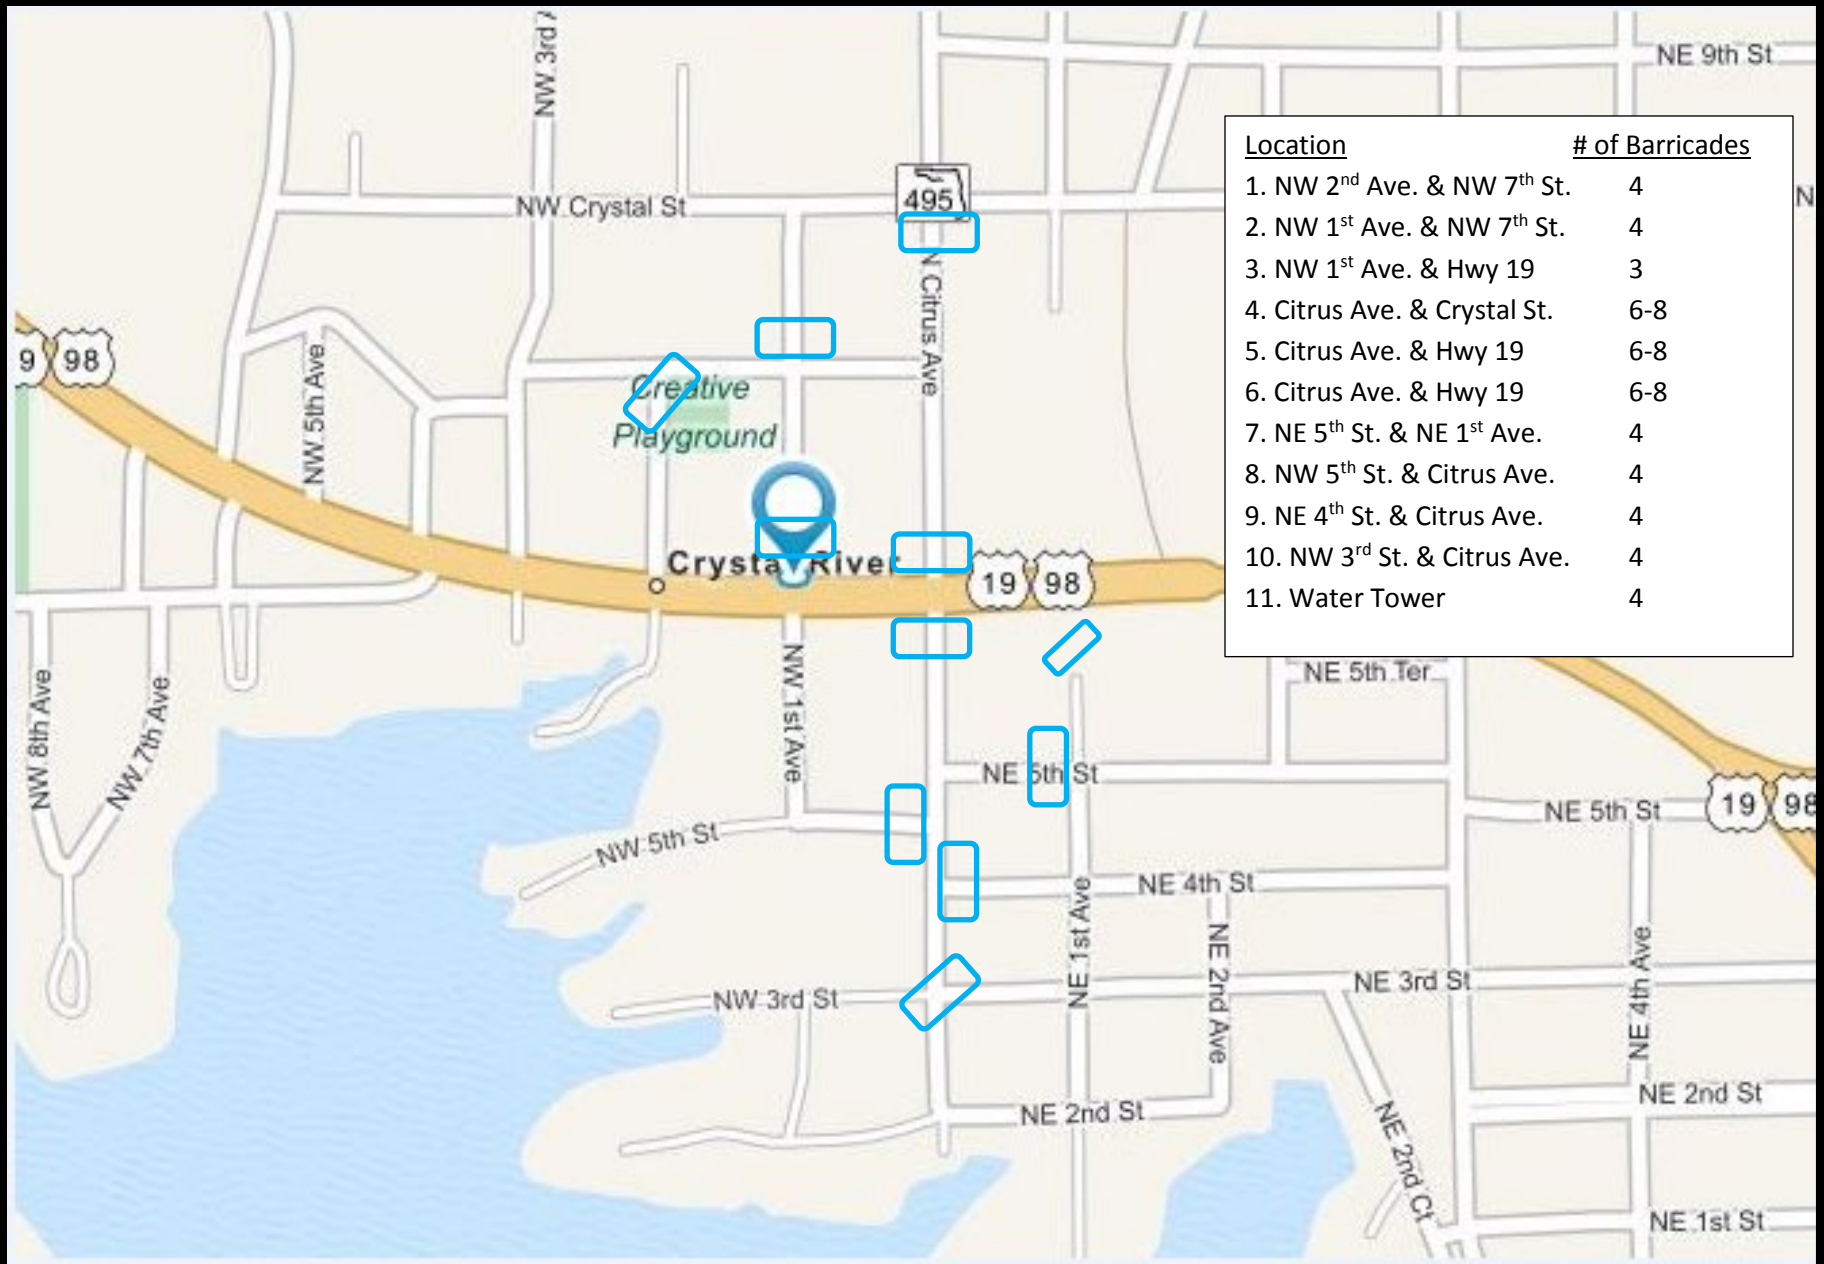 NW 3rd A
NE 9th St
Location # of Barricades
1. NW 2nd Ave. & NW 7th St. 4
2. NW 1st Ave. & NW 7th St. 4
3. NW 1st Ave. & Hwy 19 3
4. Citrus Ave. & Crystal St. 6-8
5. Citrus Ave. & Hwy 19 6-8
6. Citrus Ave. & Hwy 19 6-8
7. NE 5th St. & NE 1st Ave. 4
8. NW 5th St. & Citrus Ave. 4
9. NE 4th St. & Citrus Ave. 4
10. NW 3rd St. & Citrus Ave. 4
11. Water Tower 4
NW Crystal St
495
N
N Citrus Ave
9 98
NW 5th Ave
Creative
Playground
Crystal River
19 98
NE 5th Ter
NW 8th Ave
NW 7th Ave
NW 1st Ave
NE 5th St
NE 5th St
19 98
NW 5th St
NE 4th St
NE 1st Ave
NE 2nd Ave
NE 4th Ave
NW 3rd St
NE 3rd St
NE 2nd St
NE 2nd St
NE 2nd Ct
NE 1st St